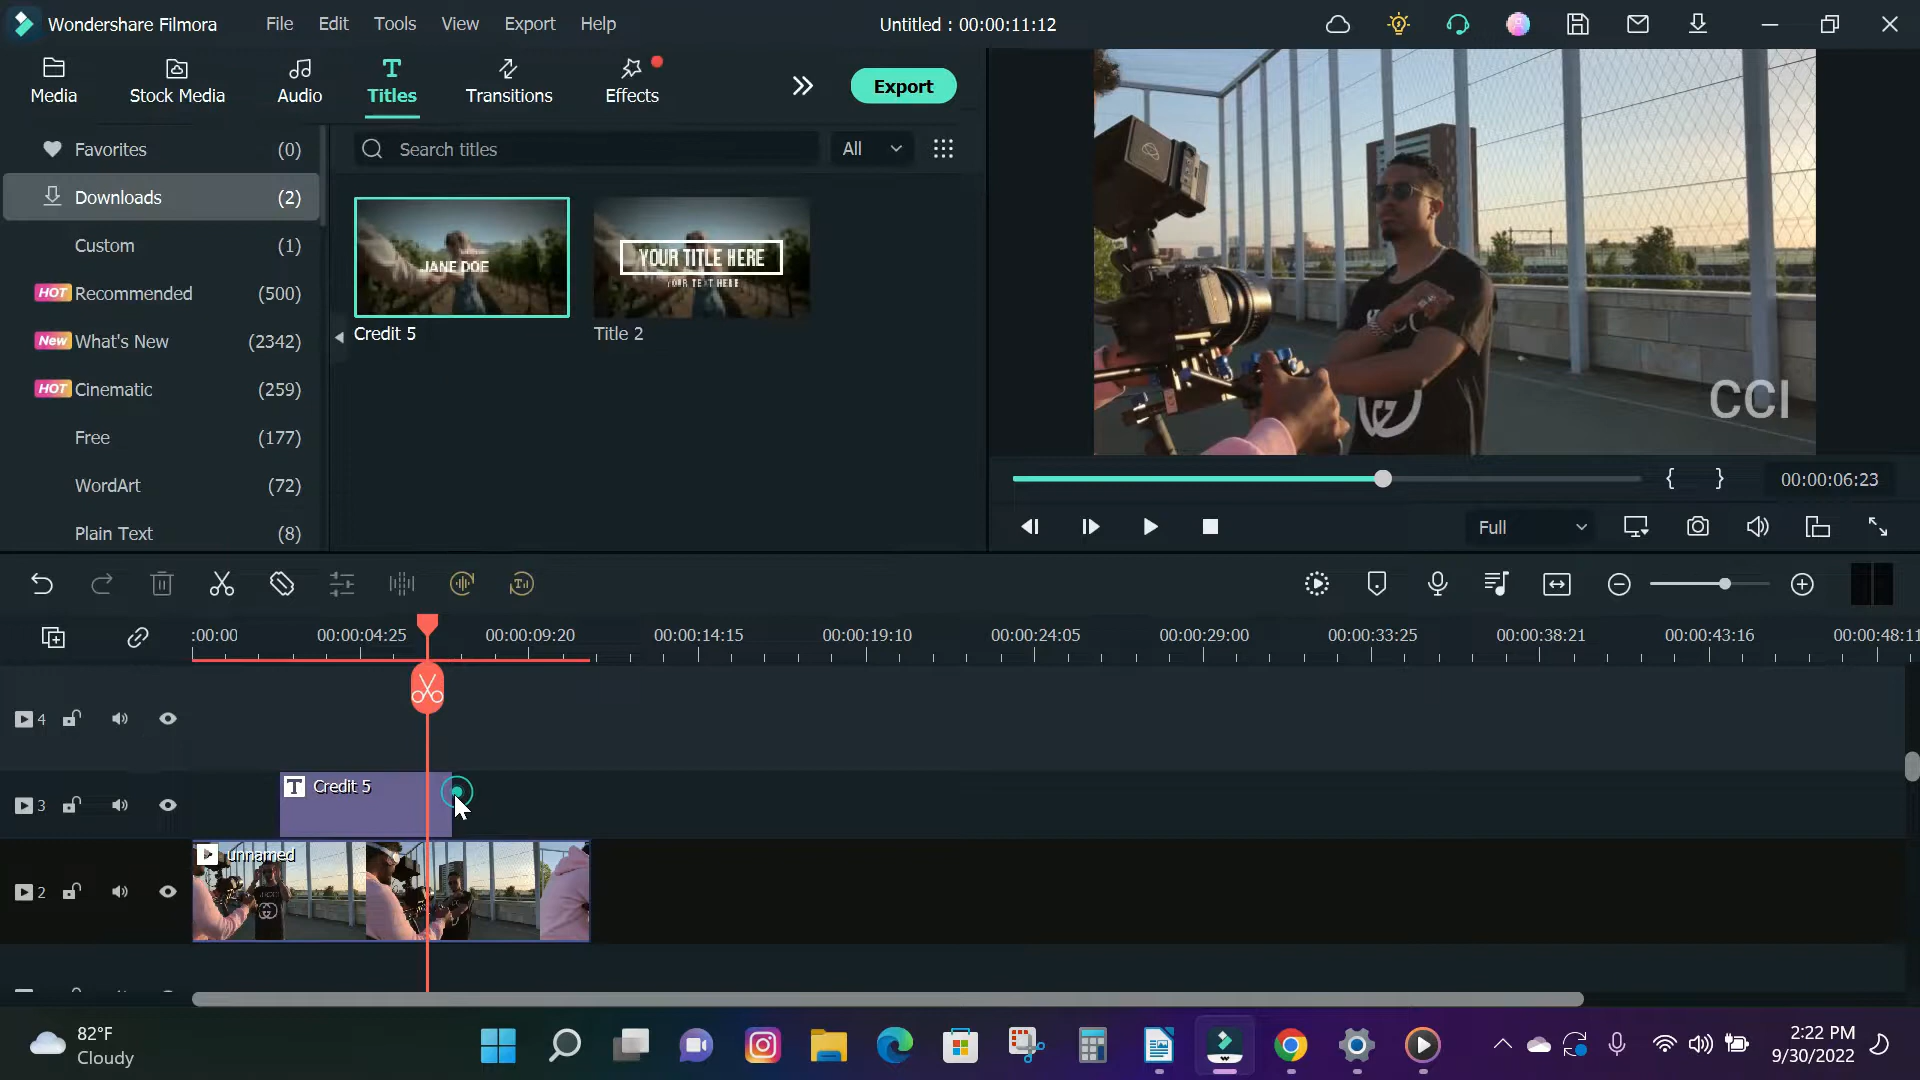 Wondershare Filmora File Edit Tools View Export Help Untitled : 00:00:11:12
Media Stock Media Audio Titles Transitions Effects Export
Favorites (0)
Downloads (2)
Custom (1)
HOT Recommended (500)
New What's New (2342)
HOT Cinematic (259)
Free (177)
WordArt (72)
Plain Text (8)
Search titles All
JANE DOE
Credit 5
YOUR TITLE HERE
YOUR TEXT HERE
Title 2
CCI
00:00:06:23
Full
:00:00 00:00:04:25 00:00:09:20 00:00:14:15 00:00:19:10 00:00:24:05 00:00:29:00 00:00:33:25 00:00:38:21 00:00:43:16 00:00:48:11
4
3 Credit 5
2 unnamed
82°F
Cloudy
2:22 PM
9/30/2022